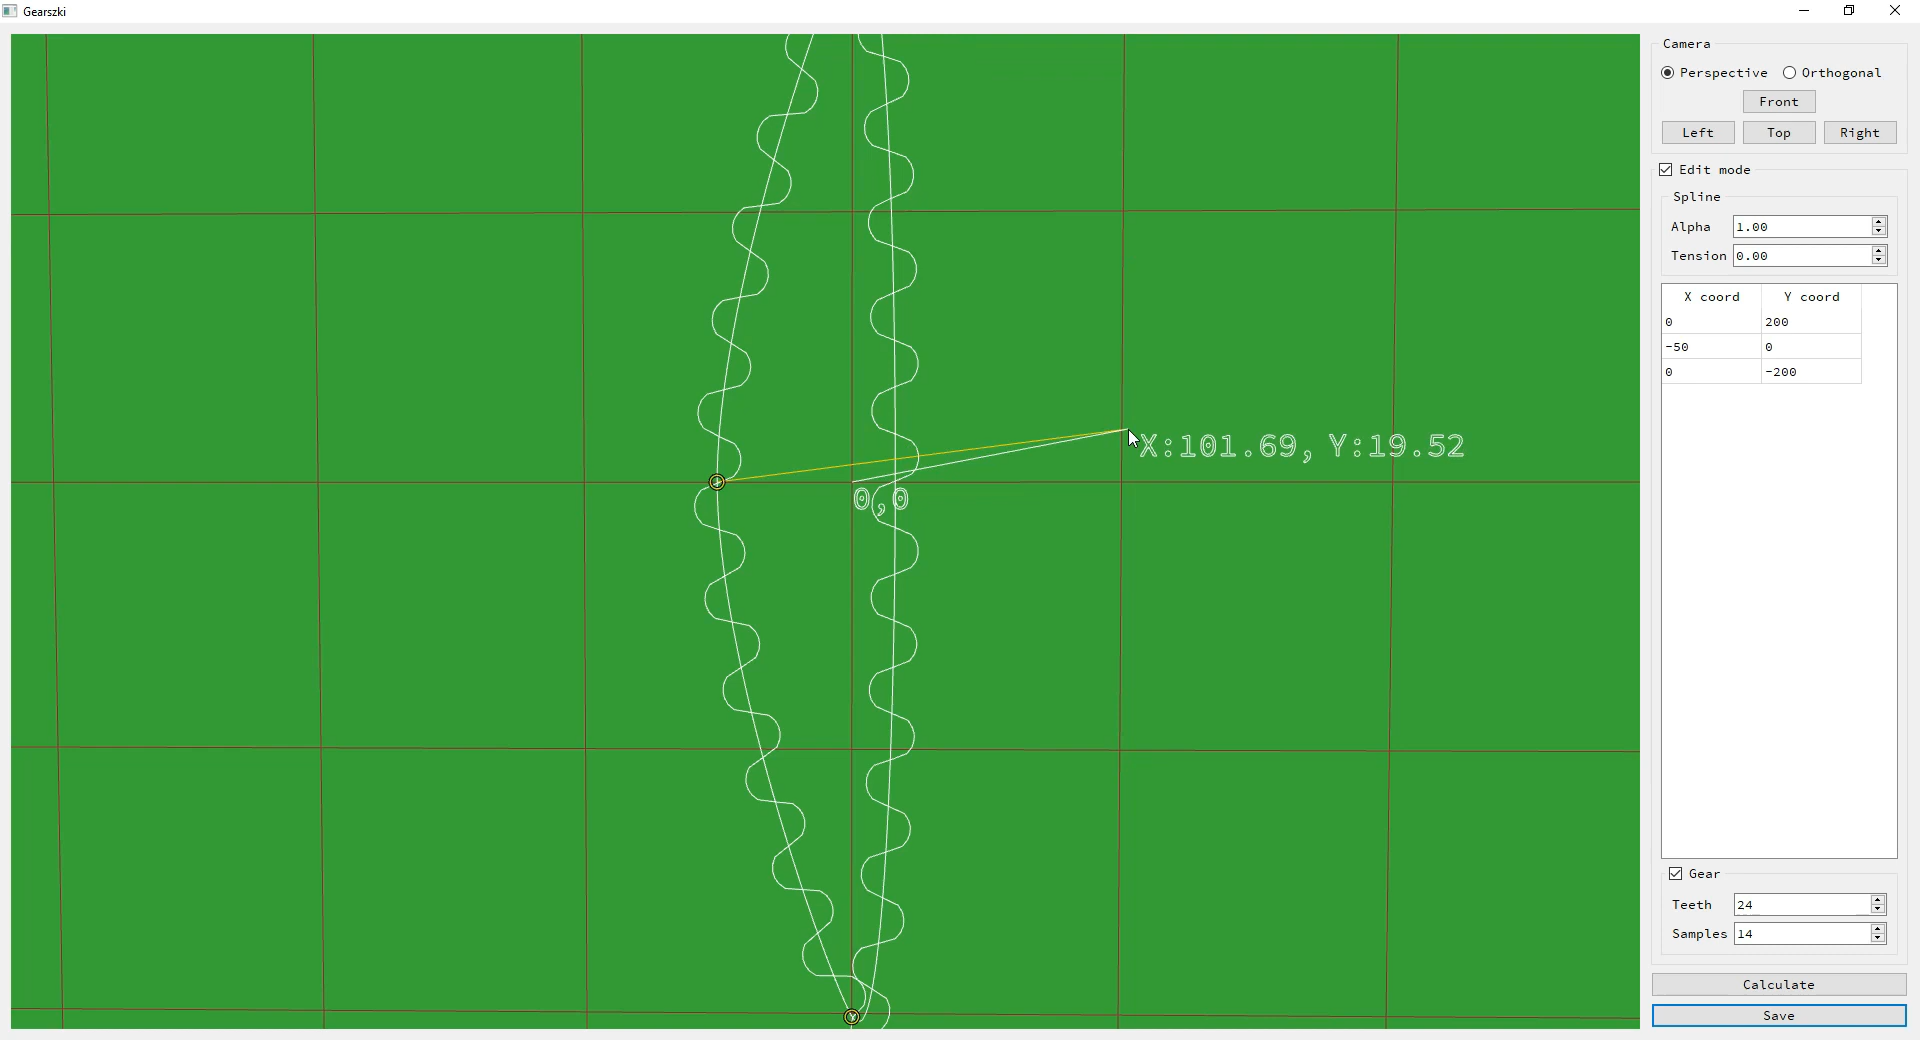 Gearszki
Camera
Perspective Orthogonal
Front
Left Top Right
Edit mode
Spline
Alpha 1.00
Tension 0.00
X coord Y coord
0 200
-50 0
0 -200
X:101.69, Y:19.52
0,0
Gear
Teeth 24
Samples 14
Calculate
Save